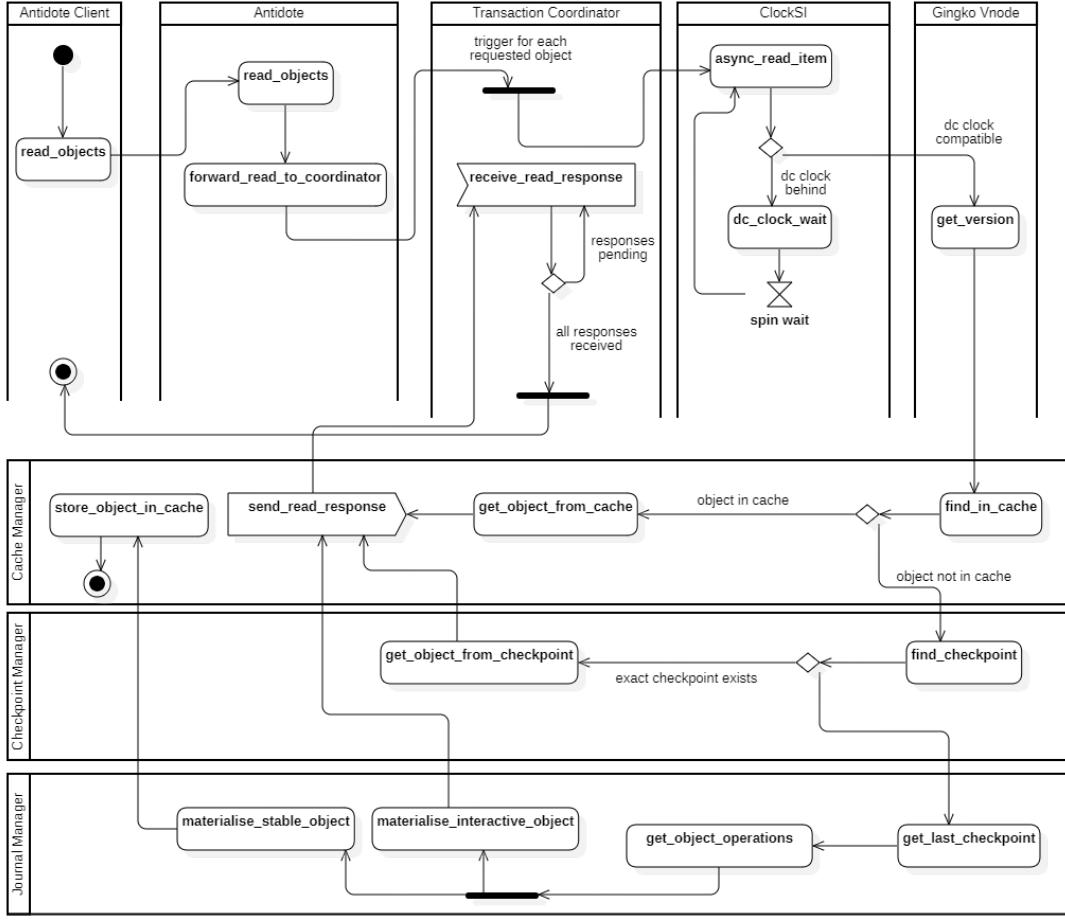 Antidote Client
Antidote
Transaction Coordinator
ClockSI
Gingko Vnode
trigger for each
requested object
async_read_item
read_objects
read_objects
dc clock
compatible
forward_read_to_coordinator
receive_read_response
dc clock
behind
dc_clock_wait
get_version
responses
pending
spin wait
all responses
received
Cache Manager
store_object_in_cache
send_read_response
get_object_from_cache
object in cache
find_in_cache
object not in cache
Checkpoint Manager
get_object_from_checkpoint
exact checkpoint exists
find_checkpoint
Journal Manager
materialise_stable_object
materialise_interactive_object
get_object_operations
get_last_checkpoint